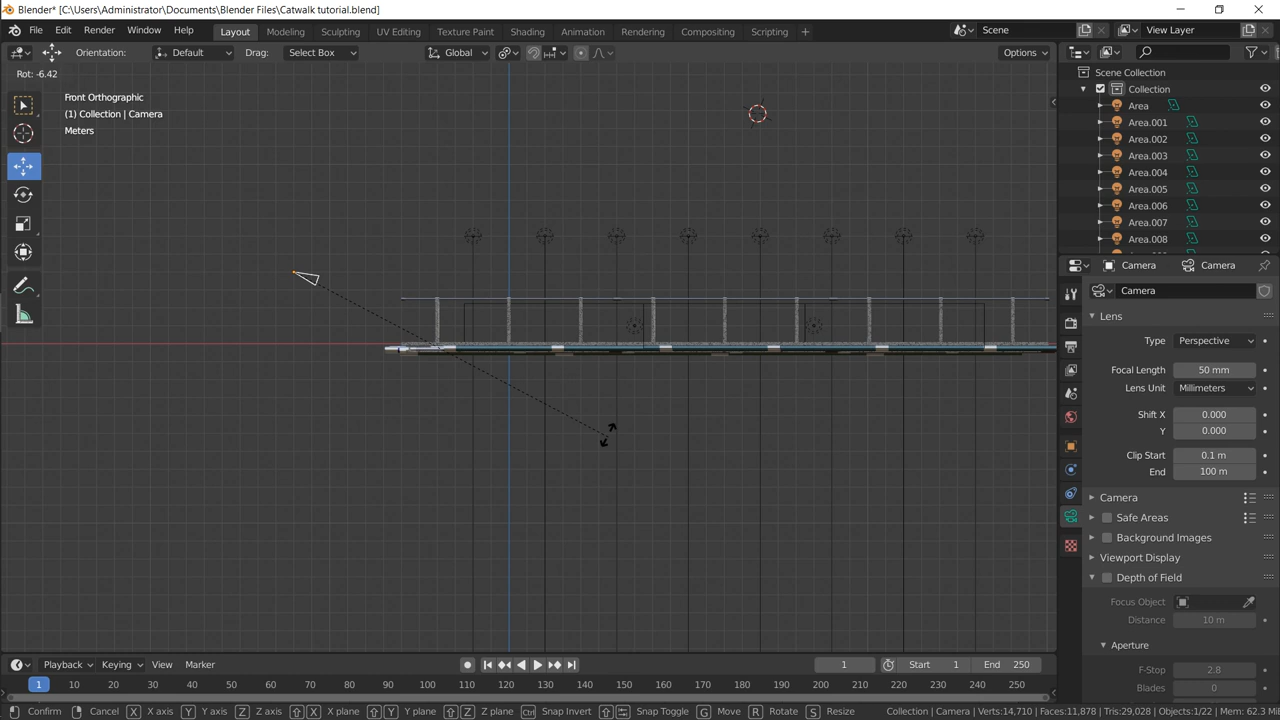 Blender* [C:\Users\Administrator\Documents\Blender Files\Catwalk tutorial.blend]
File Edit Render Window Help Layout Modeling Sculpting UV Editing Texture Paint Shading Animation Rendering Compositing Scripting + Scene View Layer
Orientation: Default Drag: Select Box Global Options
Rot: -6.42
Front Orthographic
(1) Collection | Camera
Meters
Scene Collection
Collection
Area
Area.001
Area.002
Area.003
Area.004
Area.005
Area.006
Area.007
Area.008
Camera Camera
Camera
Lens
Type Perspective
Focal Length 50 mm
Lens Unit Millimeters
Shift X 0.000
Y 0.000
Clip Start 0.1 m
End 100 m
Camera
Safe Areas
Background Images
Viewport Display
Depth of Field
Focus Object
Distance 10 m
Aperture
F-Stop 2.8
Blades 0
Playback Keying View Marker 1 Start 1 End 250
1 10 20 30 40 50 60 70 80 90 100 110 120 130 140 150 160 170 180 190 200 210 220 230 240 250
Confirm Cancel X X axis Y Y axis Z Z axis X X plane Y Y plane Z Z plane Ctrl Snap Invert Snap Toggle G Move R Rotate S Resize Collection | Camera | Verts:14,710 | Faces:11,878 | Tris:29,028 | Objects:1/22 | Mem: 62.3 Mi